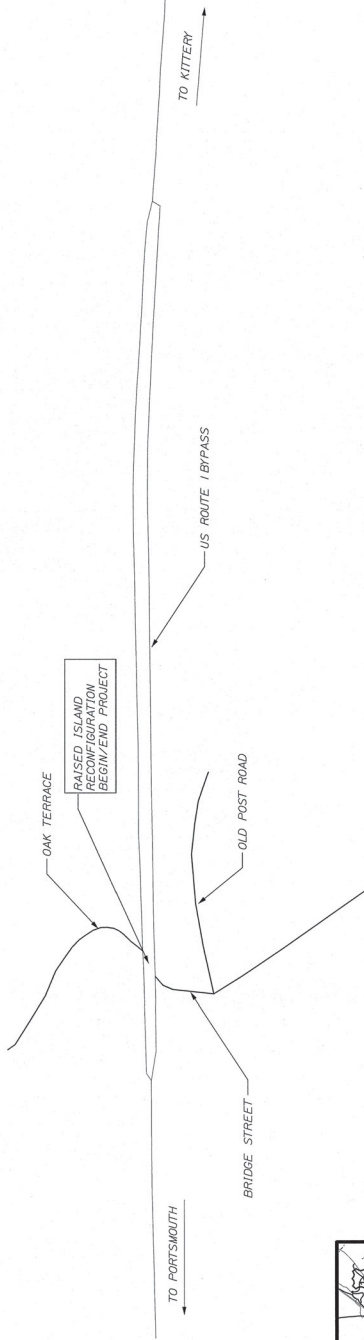 TO KITTERY
US ROUTE 1 BYPASS
OAK TERRACE
RAISED ISLAND
RECONFIGURATION
BEGIN/END PROJECT
OLD POST ROAD
BRIDGE STREET
TO PORTSMOUTH